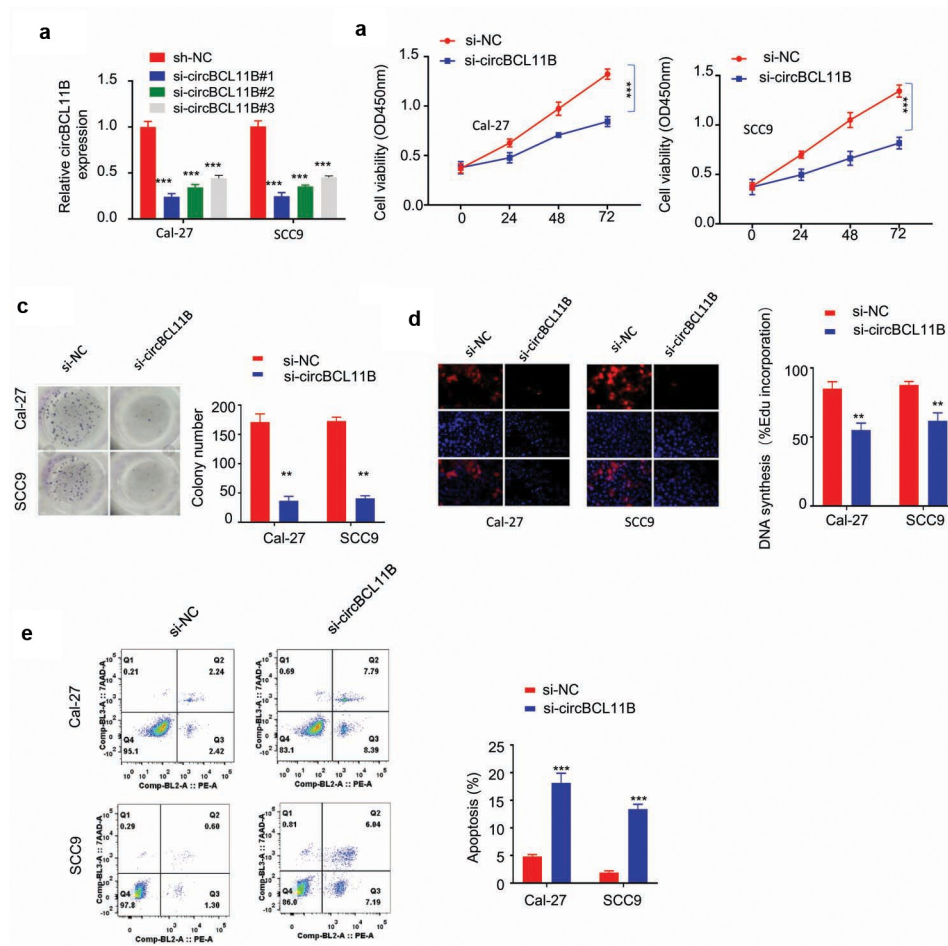 a
sh-NC
si-circBCL11B#1
si-circBCL11B#2
si-circBCL11B#3
Relative circBCL11B
expression
1.5
1.0
0.5
0.0
***
***
***
***
***
***
Cal-27
SCC9
a
si-NC
si-circBCL11B
Cell viability (OD450nm)
1.5
1.0
0.5
0.0
Cal-27
***
0
24
48
72
si-NC
si-circBCL11B
Cell viability (OD450nm)
1.5
1.0
0.5
0.0
SCC9
***
0
24
48
72
c
si-NC
si-circBCL11B
Cal-27
SCC9
si-NC
si-circBCL11B
Colony number
200
150
100
50
0
**
**
Cal-27
SCC9
d
si-NC
si-circBCL11B
si-NC
si-circBCL11B
Cal-27
SCC9
si-NC
si-circBCL11B
DNA synthesis (%Edu incorporation)
100
50
0
**
**
Cal-27
SCC9
e
si-NC
si-circBCL11B
Cal-27
Comp-BL3-A :: 7AAD-A
Q1
0.21
Q2
2.24
Q4
95.1
Q3
2.42
Comp-BL2-A :: PE-A
Comp-BL3-A :: 7AAD-A
Q1
0.69
Q2
7.79
Q4
83.1
Q3
8.39
Comp-BL2-A :: PE-A
SCC9
Comp-BL3-A :: 7AAD-A
Q1
0.29
Q2
0.60
Q4
97.8
Q3
1.30
Comp-BL2-A :: PE-A
Comp-BL3-A :: 7AAD-A
Q1
0.81
Q2
6.04
Q4
86.0
Q3
7.19
Comp-BL2-A :: PE-A
si-NC
si-circBCL11B
Apoptosis (%)
25
20
15
10
5
0
***
***
Cal-27
SCC9